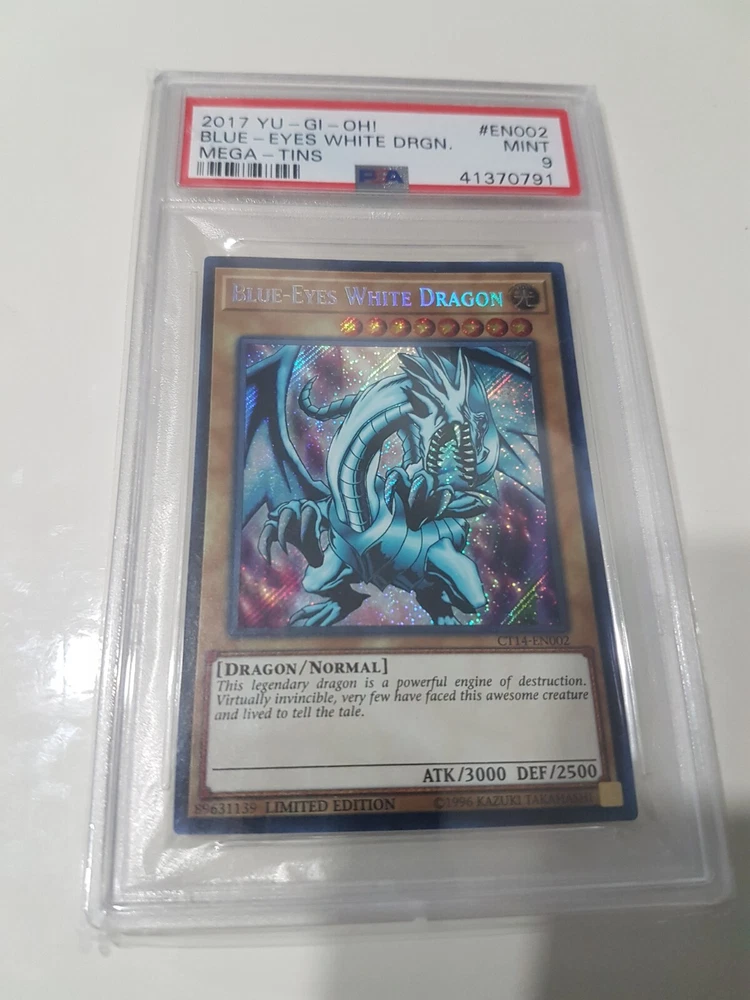 2017 YU-GI-OH! #EN002
BLUE-EYES WHITE DRGN. MINT
MEGA-TINS 9
PSA 41370791
BLUE-EYES WHITE DRAGON 光
CT14-EN002
[DRAGON/NORMAL]
This legendary dragon is a powerful engine of destruction.
Virtually invincible, very few have faced this awesome creature
and lived to tell the tale.
ATK/3000 DEF/2500
89631139 LIMITED EDITION ©1996 KAZUKI TAKAHASHI